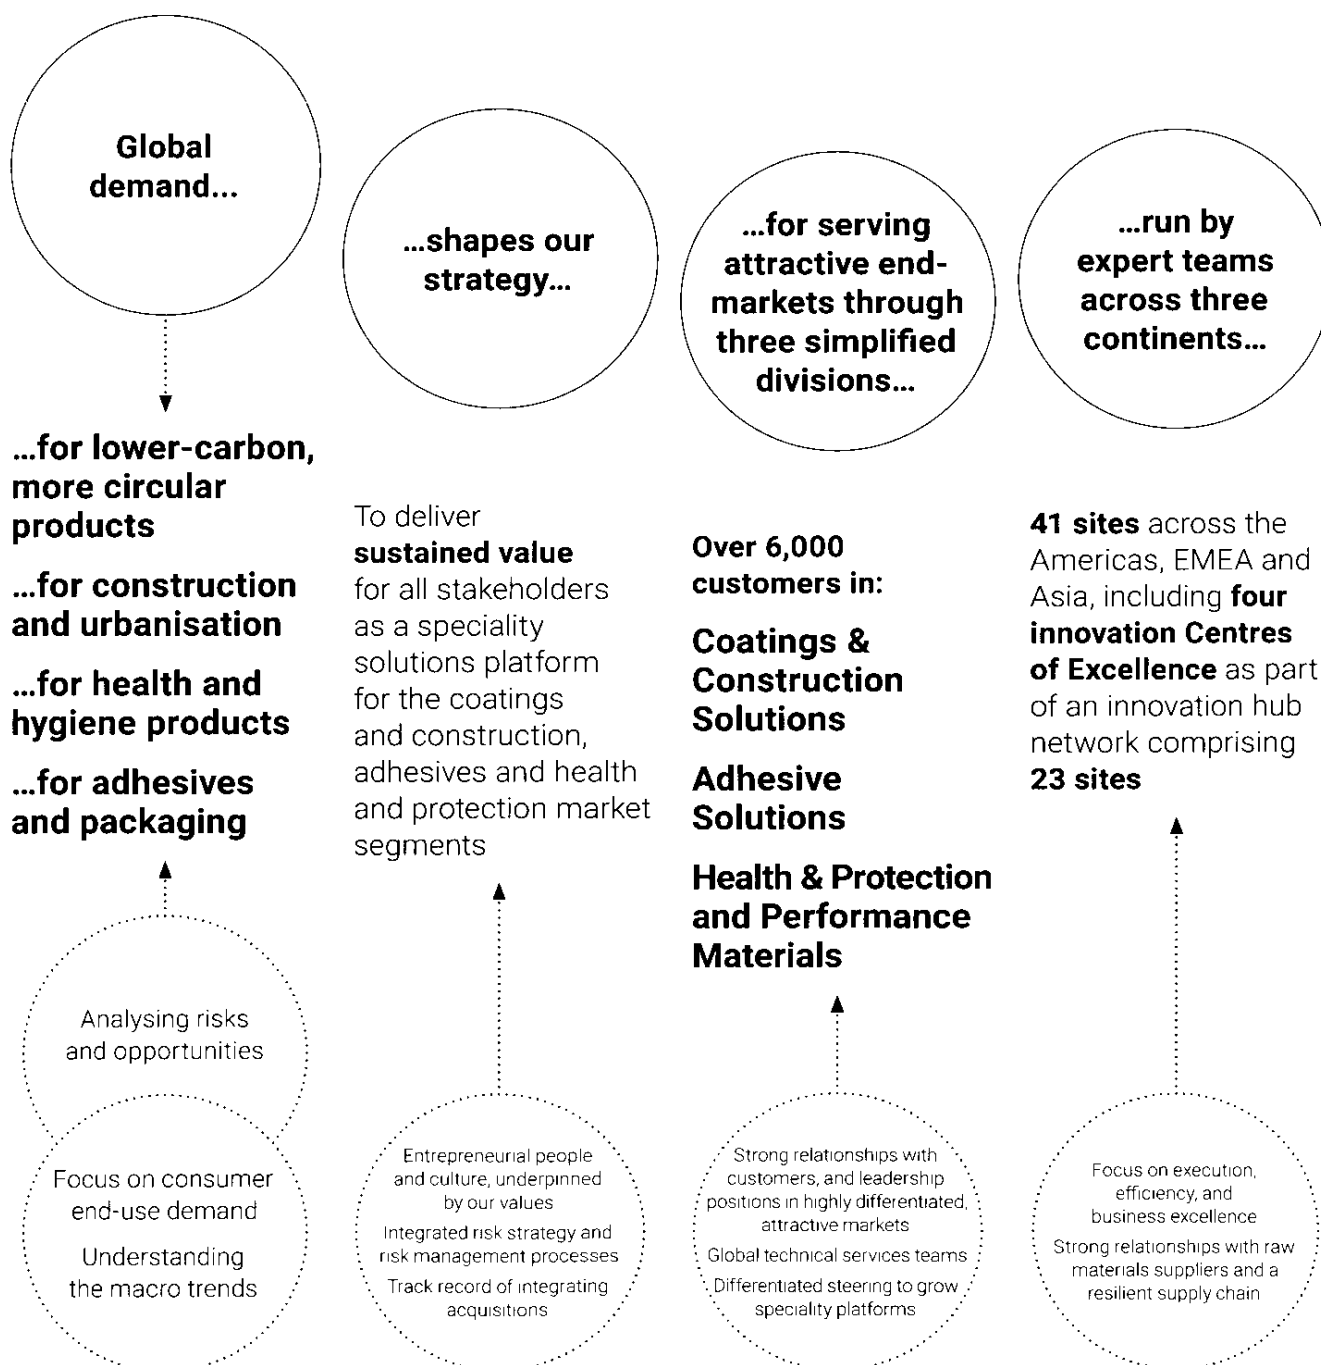 Global
demand...
...for lower-carbon,
more circular
products
...for construction
and urbanisation
...for health and
hygiene products
...for adhesives
and packaging
Analysing risks
and opportunities
Focus on consumer
end-use demand
Understanding
the macro trends
...shapes our
strategy...
To deliver
sustained value
for all stakeholders
as a speciality
solutions platform
for the coatings
and construction,
adhesives and health
and protection market
segments
Entrepreneurial people
and culture, underpinned
by our values
Integrated risk strategy and
risk management processes
Track record of integrating
acquisitions
...for serving
attractive end-
markets through
three simplified
divisions...
Over 6,000
customers in:
Coatings &
Construction
Solutions
Adhesive
Solutions
Health & Protection
and Performance
Materials
Strong relationships with
customers, and leadership
positions in highly differentiated,
attractive markets
Global technical services teams
Differentiated steering to grow
speciality platforms
...run by
expert teams
across three
continents...
41 sites across the
Americas, EMEA and
Asia, including four
innovation Centres
of Excellence as part
of an innovation hub
network comprising
23 sites
Focus on execution,
efficiency, and
business excellence
Strong relationships with raw
materials suppliers and a
resilient supply chain